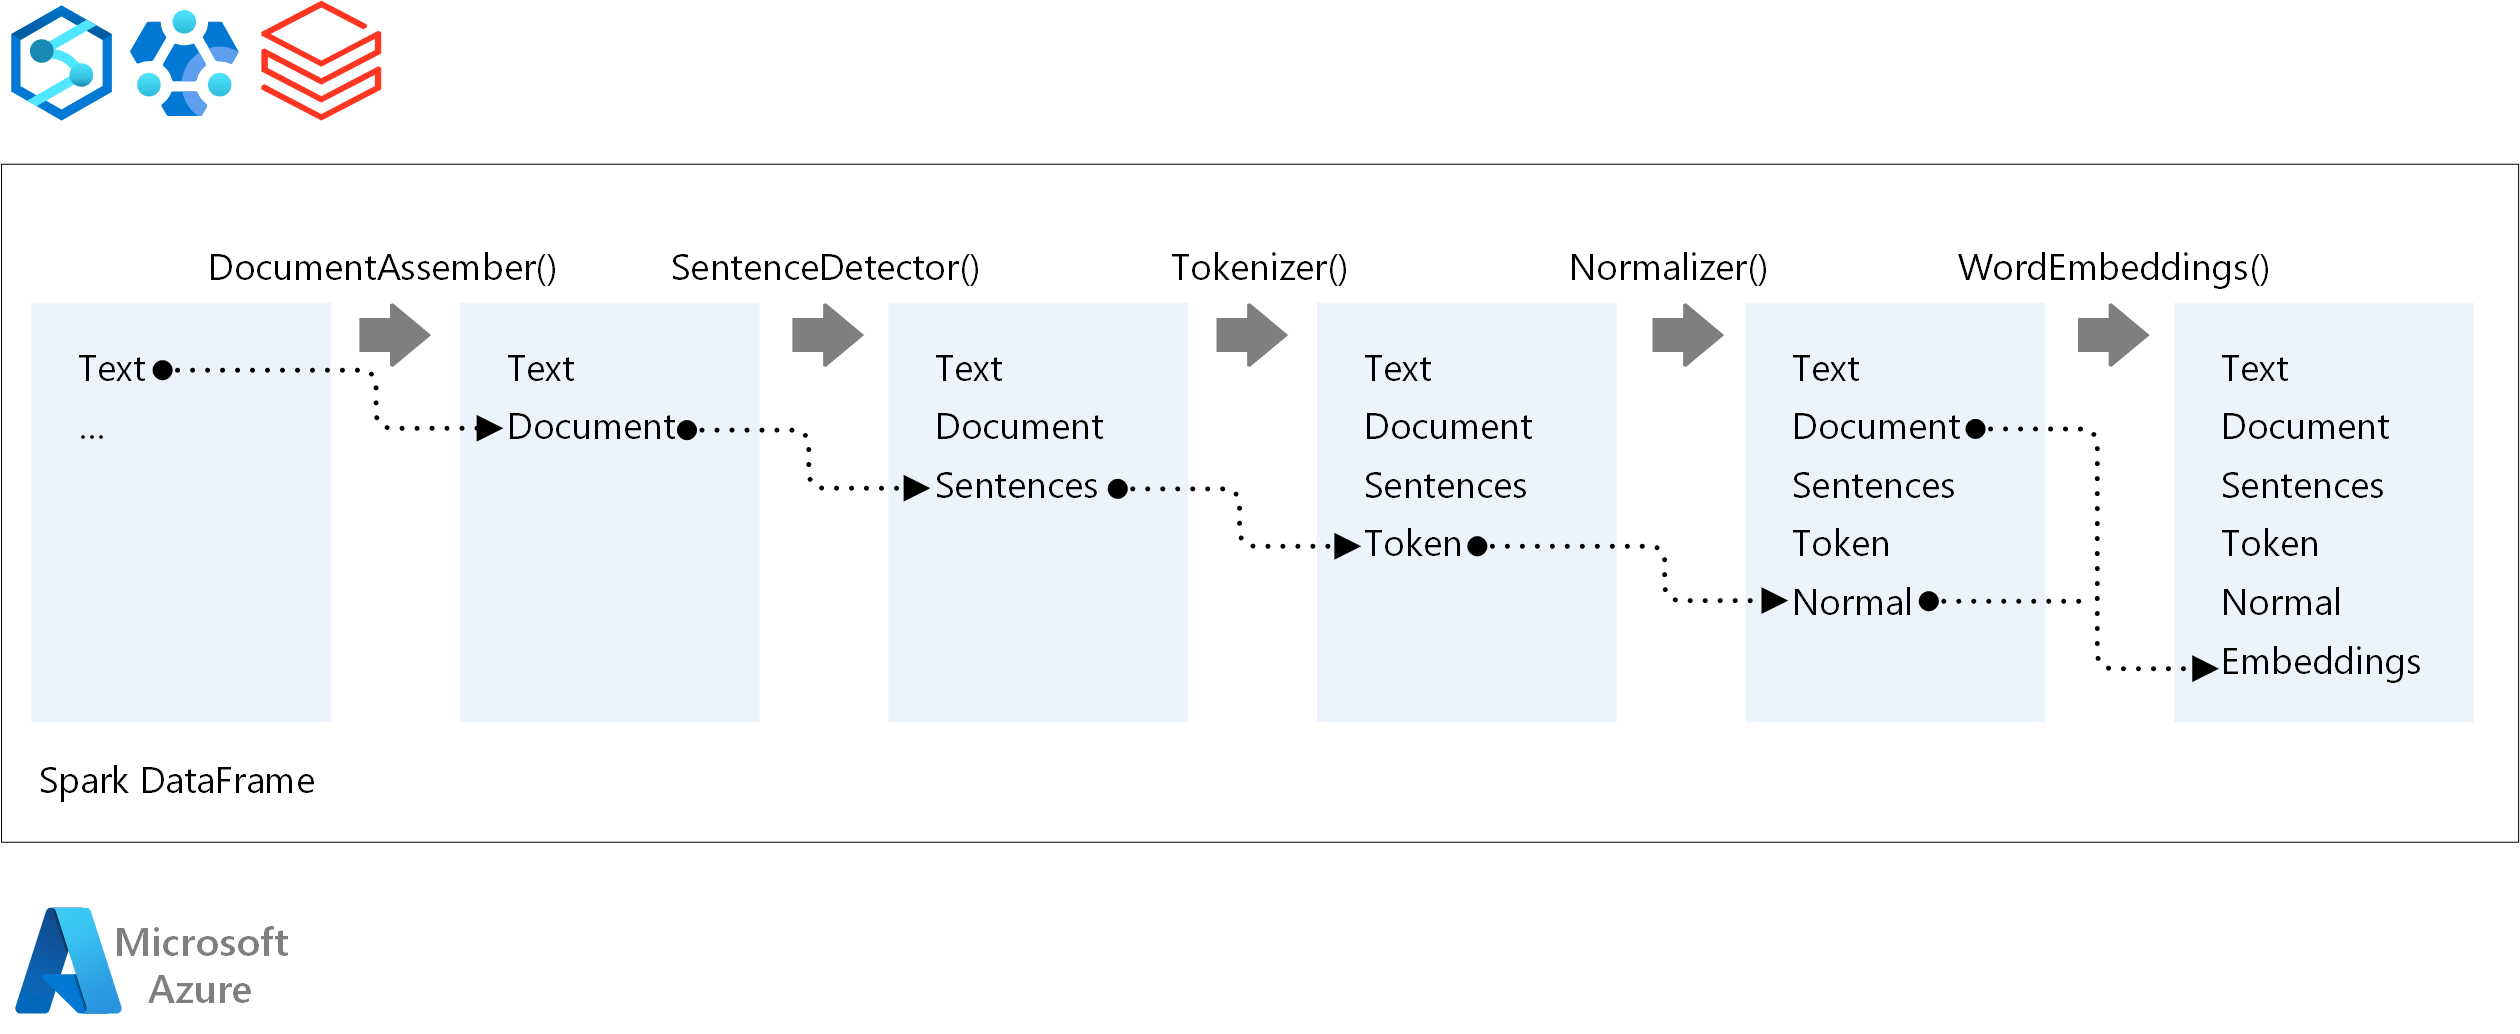 DocumentAssember()
SentenceDetector()
Tokenizer()
Normalizer()
WordEmbeddings()
Text
...
Text
Document
Text
Document
Sentences
Text
Document
Sentences
Token
Text
Document
Sentences
Token
Normal
Text
Document
Sentences
Token
Normal
Embeddings
Spark DataFrame
Microsoft
Azure